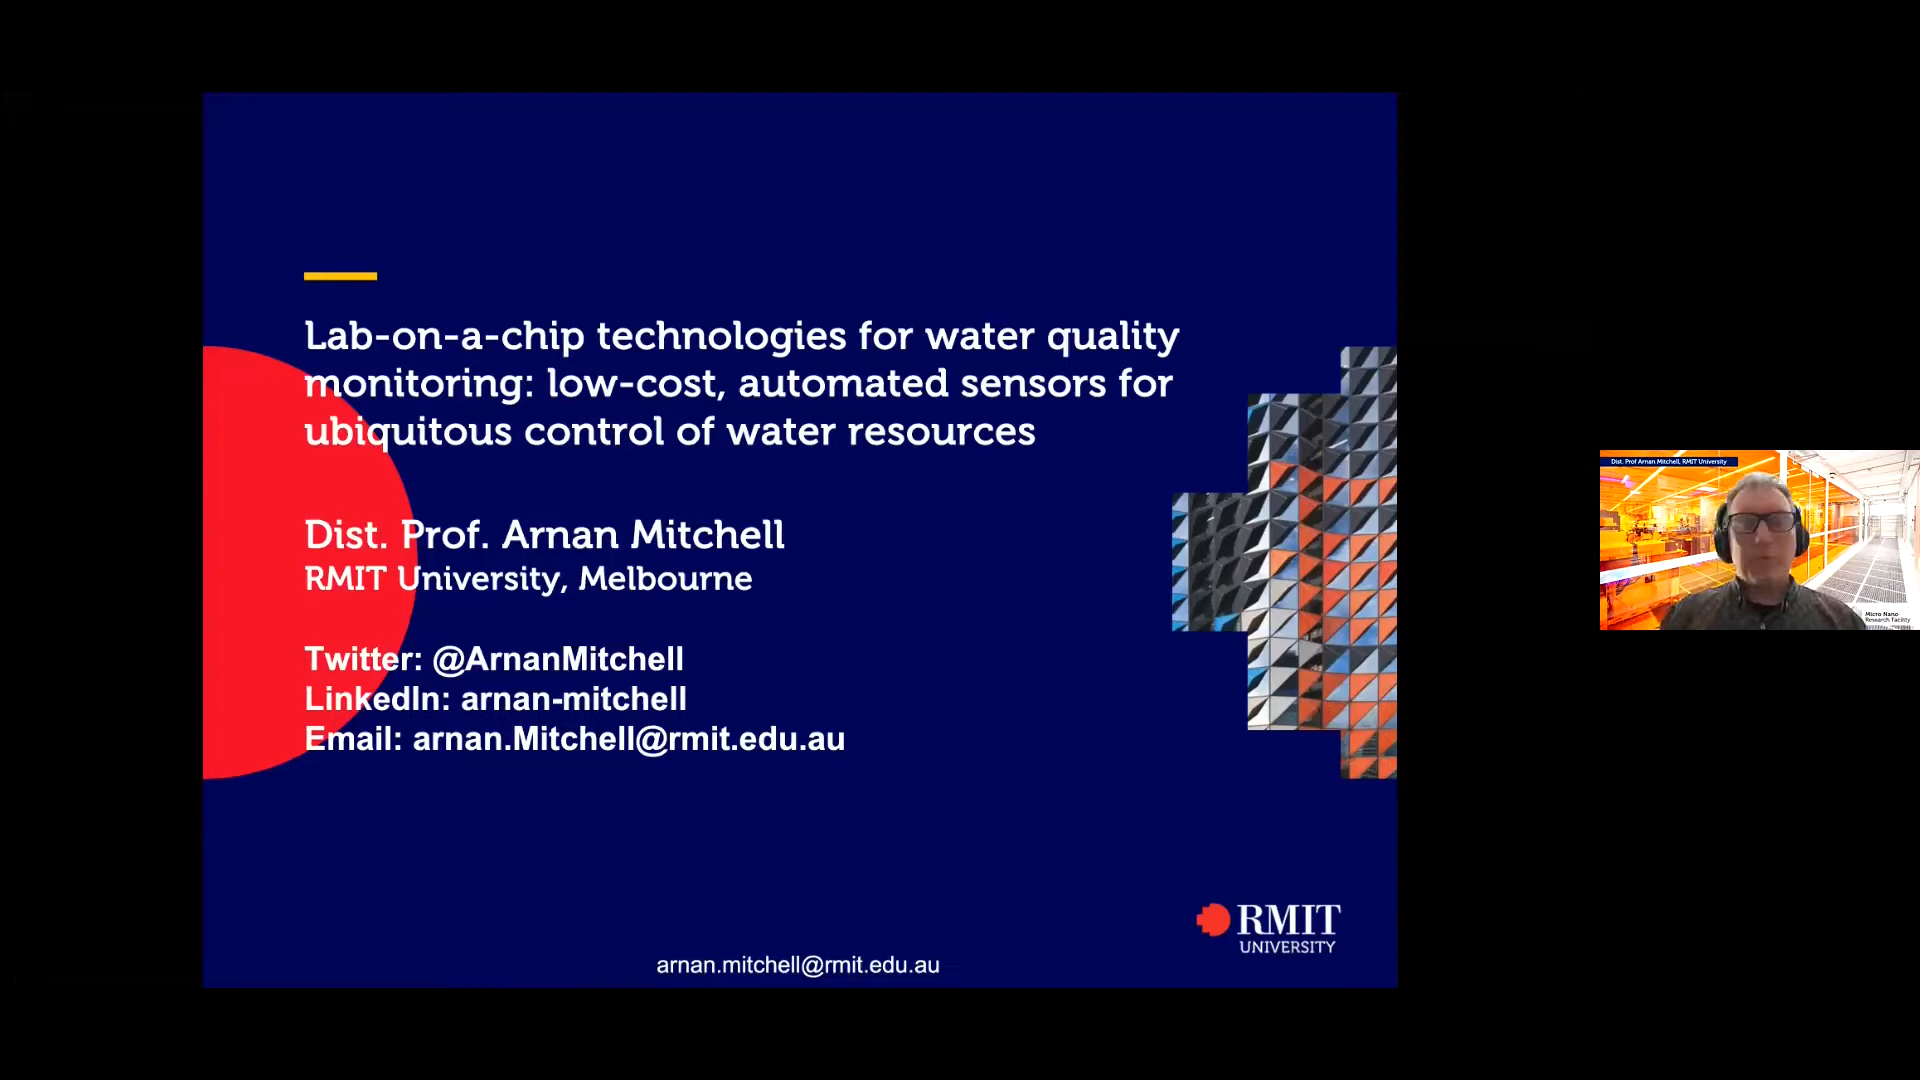 Lab-on-a-chip technologies for water quality
monitoring: low-cost, automated sensors for
ubiquitous control of water resources
Dist. Prof. Arnan Mitchell
RMIT University, Melbourne
Twitter: @ArnanMitchell
LinkedIn: arnan-mitchell
Email: arnan.Mitchell@rmit.edu.au
RMIT
UNIVERSITY
arnan.mitchell@rmit.edu.au
Dist. Prof Arnan Mitchell, RMIT University
Micro Nano
Research Facility